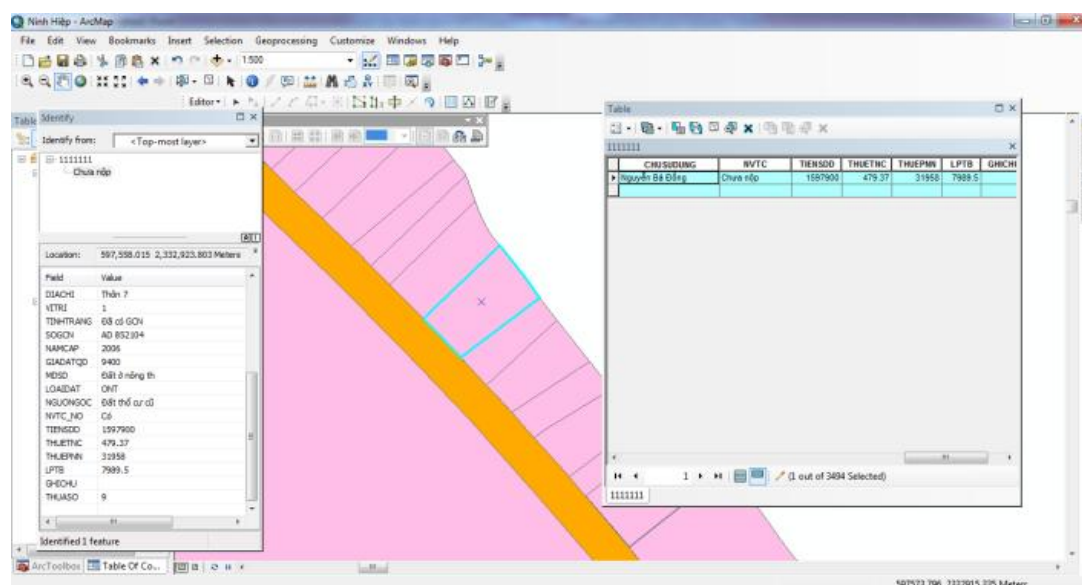 Ninh Hiệp - ArcMap
File Edit View Bookmarks Insert Selection Geoprocessing Customize Windows Help
1:500
Editor
Table
Identify
Identify from: <Top-most layer>
1111111
Chưa nộp
Location: 597,558.015 2,332,923.803 Meters
Field Value
DIACHI Thôn 7
VITRI 1
TINHTRANG Đã có GCN
SOGCN AD 852104
NAMCAP 2006
GIADATQD 9400
MDSD Đất ở nông th
LOAIDAT ONT
NGUONGOC Đất thổ cư cũ
NVTC_NO Có
TIENSDD 1597900
THUETNC 479.37
THUEPNN 31958
LPTB 7989.5
GHICHU
THUASO 9
Identified 1 feature
ArcToolbox Table Of Co...
Table
1111111
CHUSUDUNG NVTC TIENSDD THUETNC THUEPNN LPTB GHICHI
Nguyễn Bá Đồng Chưa nộp 1597900 479.37 31958 7989.5
1
(1 out of 3494 Selected)
1111111